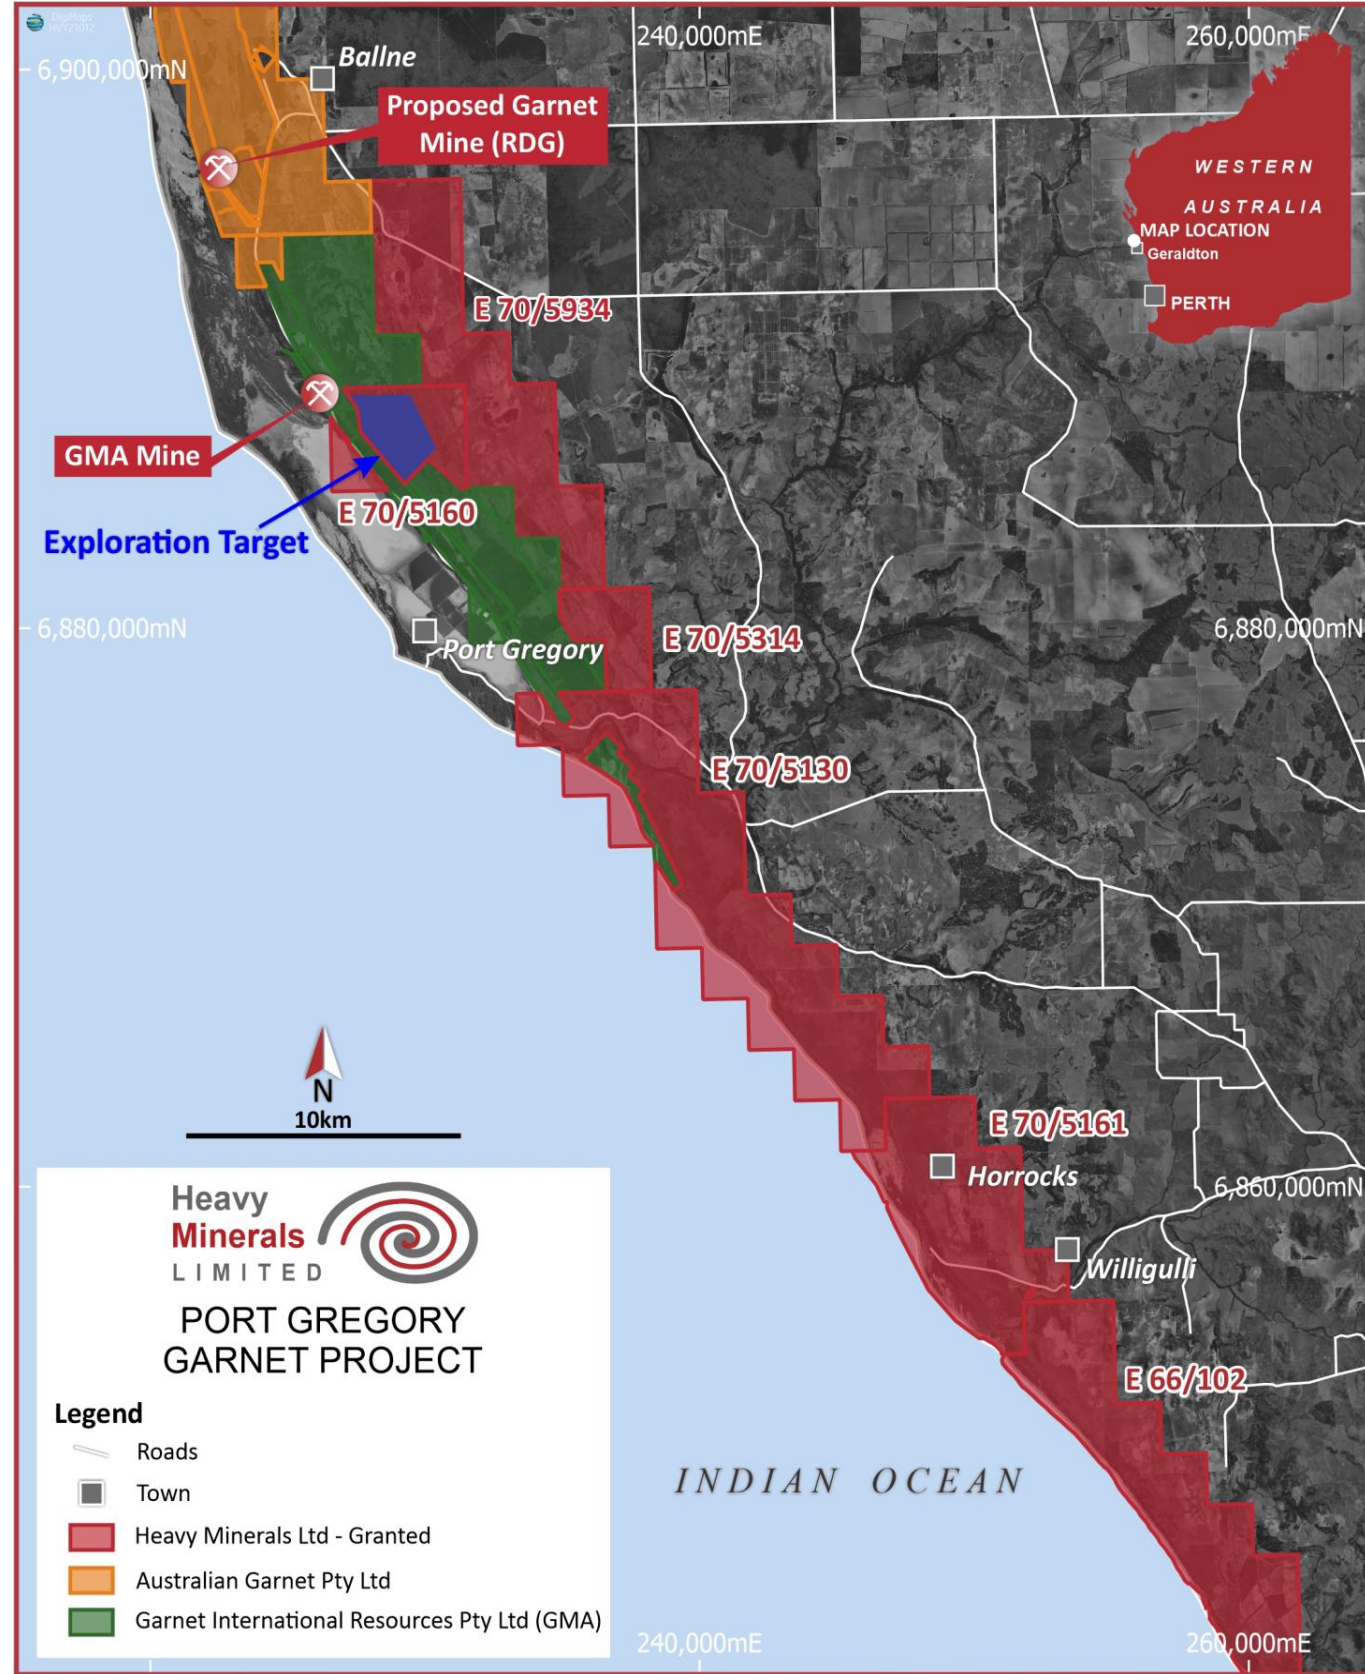 DigiMaps
HVYZ1012
240,000mE
260,000mE
6,900,000mN
Ballne
Proposed Garnet
Mine (RDG)
WESTERN
AUSTRALIA
MAP LOCATION
Geraldton
PERTH
E 70/5934
GMA Mine
E 70/5160
Exploration Target
6,880,000mN
6,880,000mN
Port Gregory
E 70/5314
E 70/5130
N
10km
E 70/5161
Horrocks
6,860,000mN
Willigulli
E 66/102
INDIAN OCEAN
Heavy
Minerals
LIMITED
PORT GREGORY
GARNET PROJECT
Legend
Roads
Town
Heavy Minerals Ltd - Granted
Australian Garnet Pty Ltd
Garnet International Resources Pty Ltd (GMA)
240,000mE
260,000mE